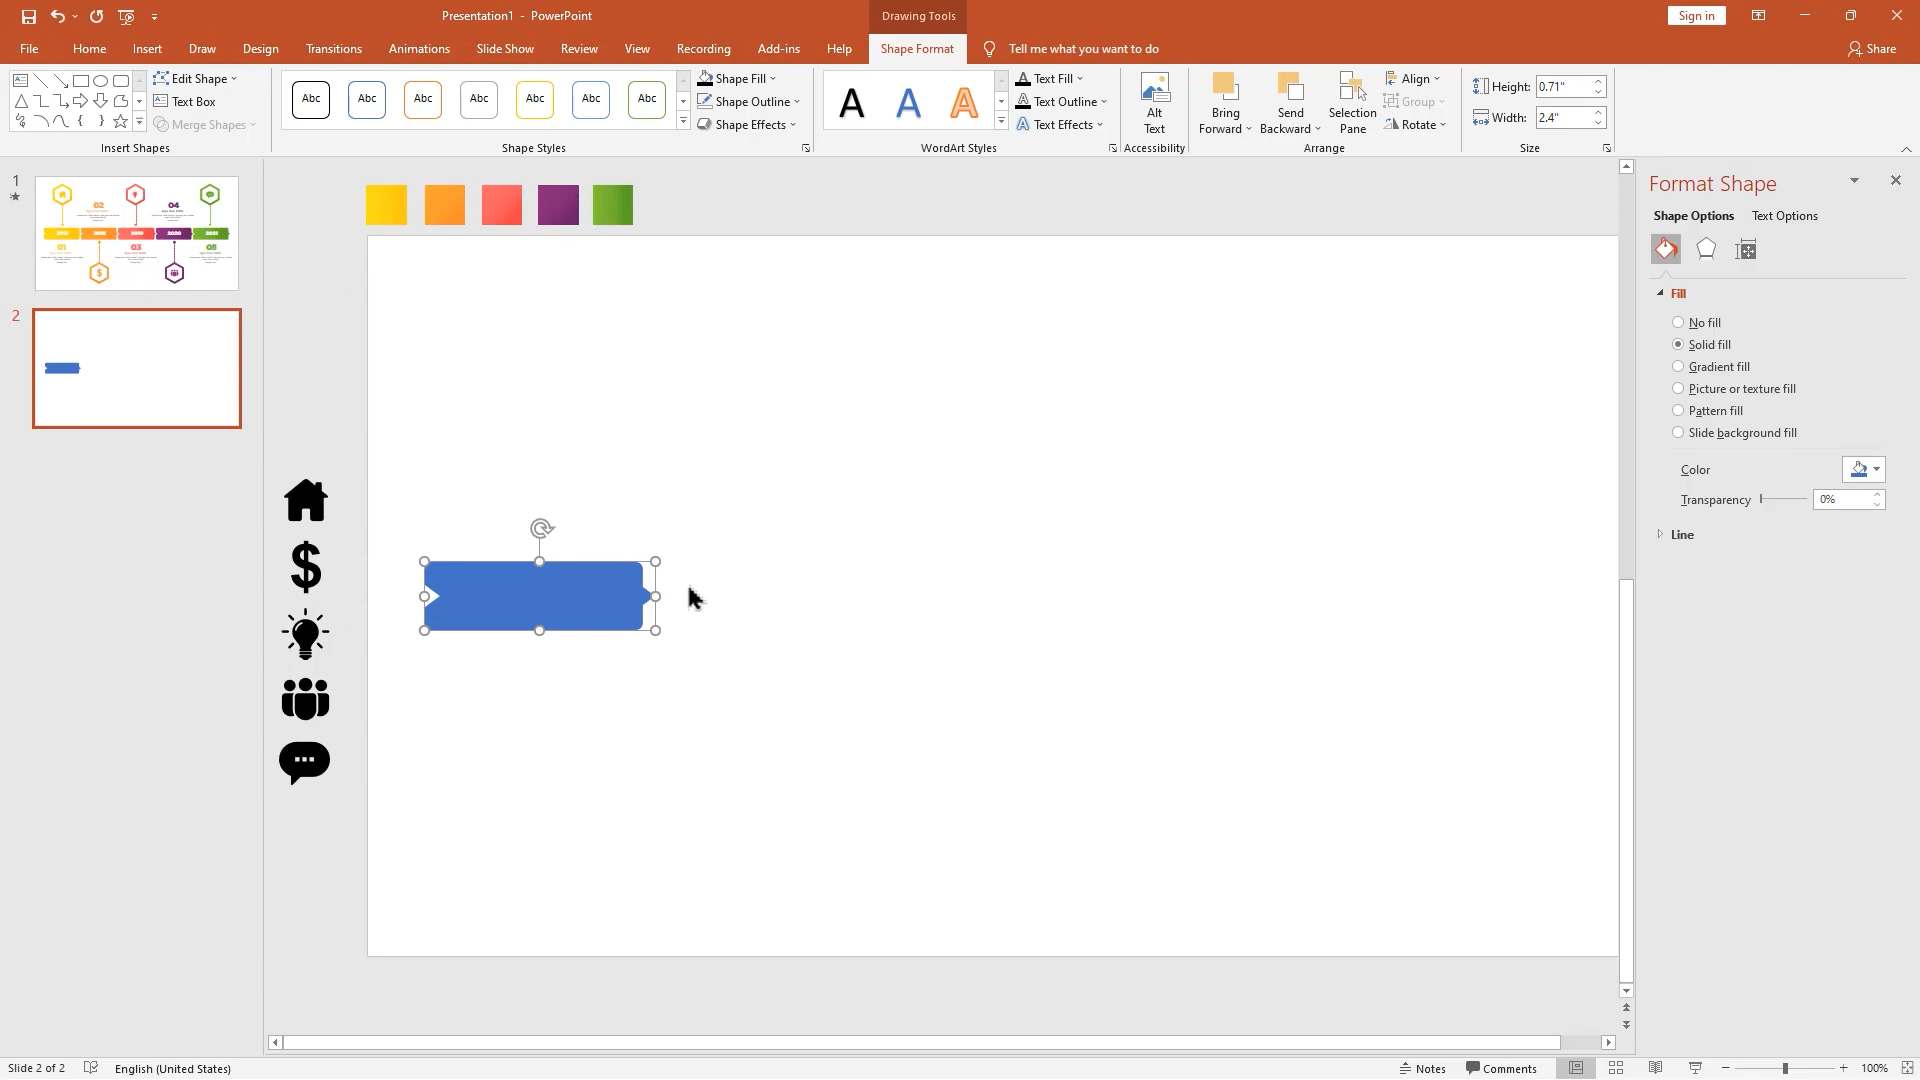 Presentation1 - PowerPoint
Drawing Tools
Sign in
File Home Insert Draw Design Transitions Animations Slide Show Review View Recording Add-ins Help Shape Format Tell me what you want to do Share
Edit Shape
Text Box
Merge Shapes
Insert Shapes
Abc Abc Abc Abc Abc Abc Abc
Shape Fill
Shape Outline
Shape Effects
Shape Styles
A A A
Text Fill
Text Outline
Text Effects
WordArt Styles
Alt
Text
Accessibility
Bring
Forward
Send
Backward
Selection
Pane
Align
Group
Rotate
Arrange
Height: 0.71"
Width: 2.4"
Size
1
02 04
01 03 05
2
$
Format Shape
Shape Options Text Options
Fill
No fill
Solid fill
Gradient fill
Picture or texture fill
Pattern fill
Slide background fill
Color
Transparency 0%
Line
Slide 2 of 2 English (United States) Notes Comments 100%